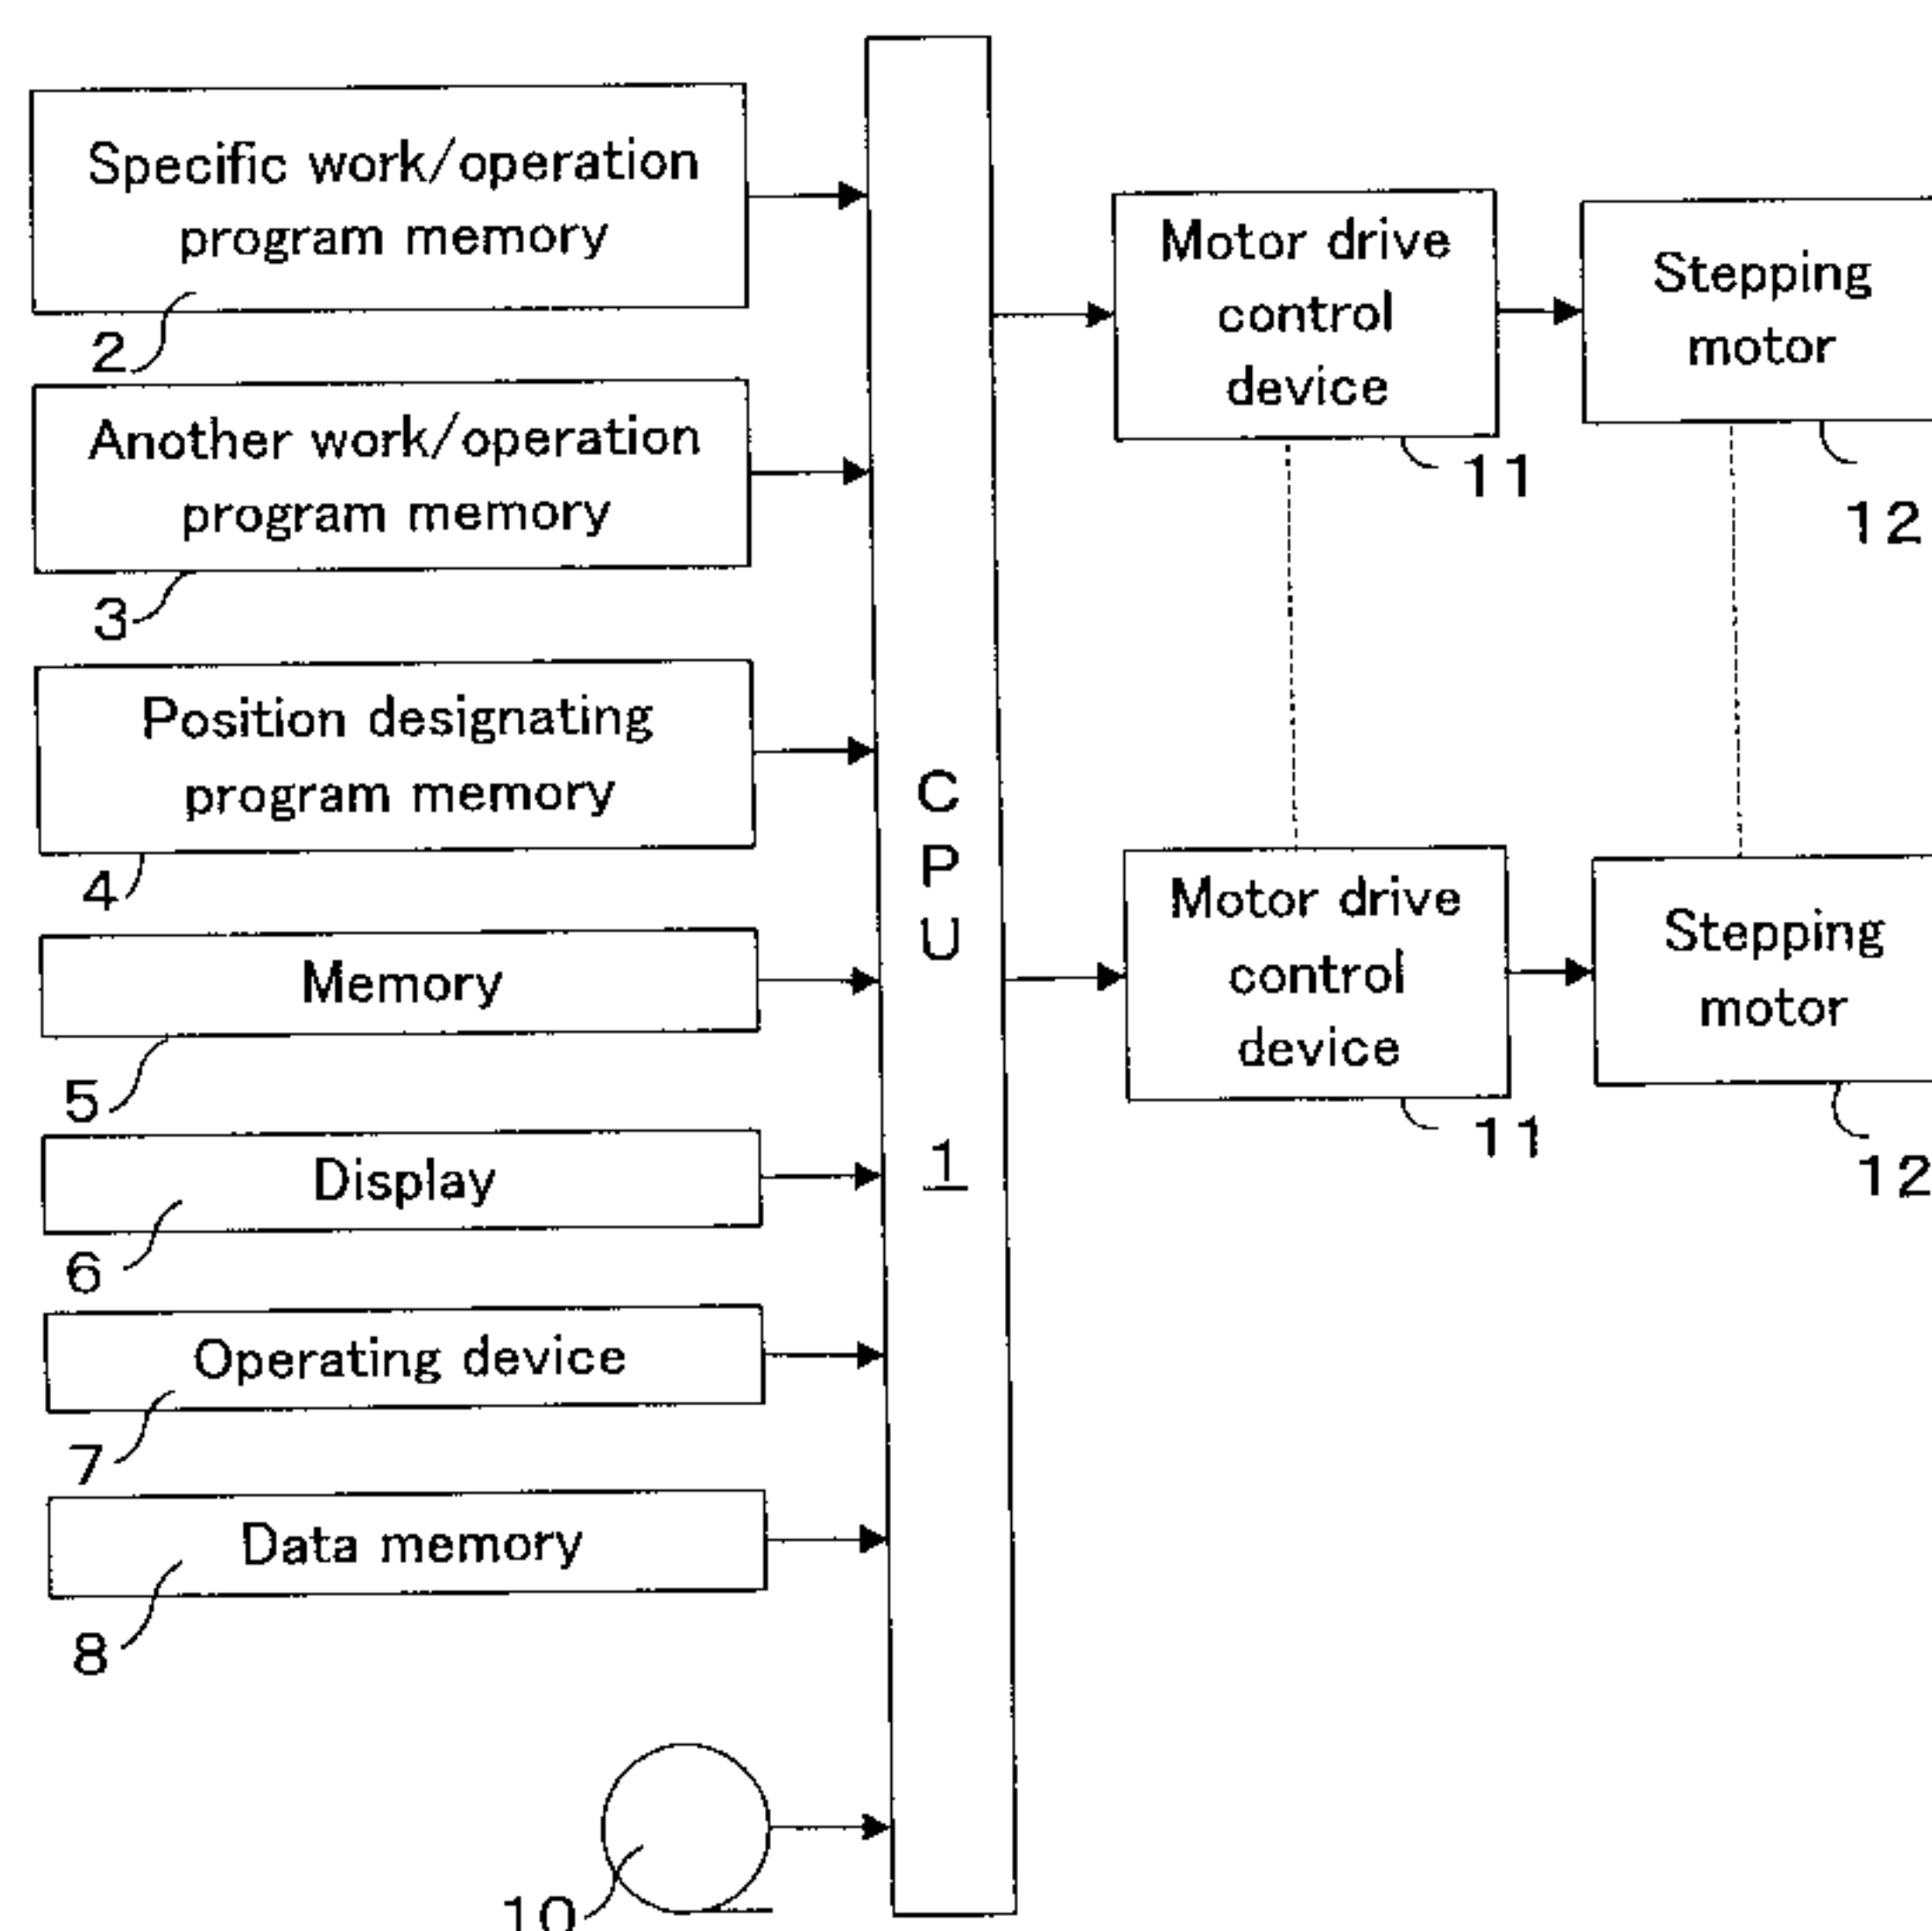 Specific work/operation
program memory
2
Another work/operation
program memory
3
Position designating
program memory
4
Memory
5
Display
6
Operating device
7
Data memory
8
10
C
P
U
1
Motor drive
control
device
11
Stepping
motor
12
Motor drive
control
device
11
Stepping
motor
12